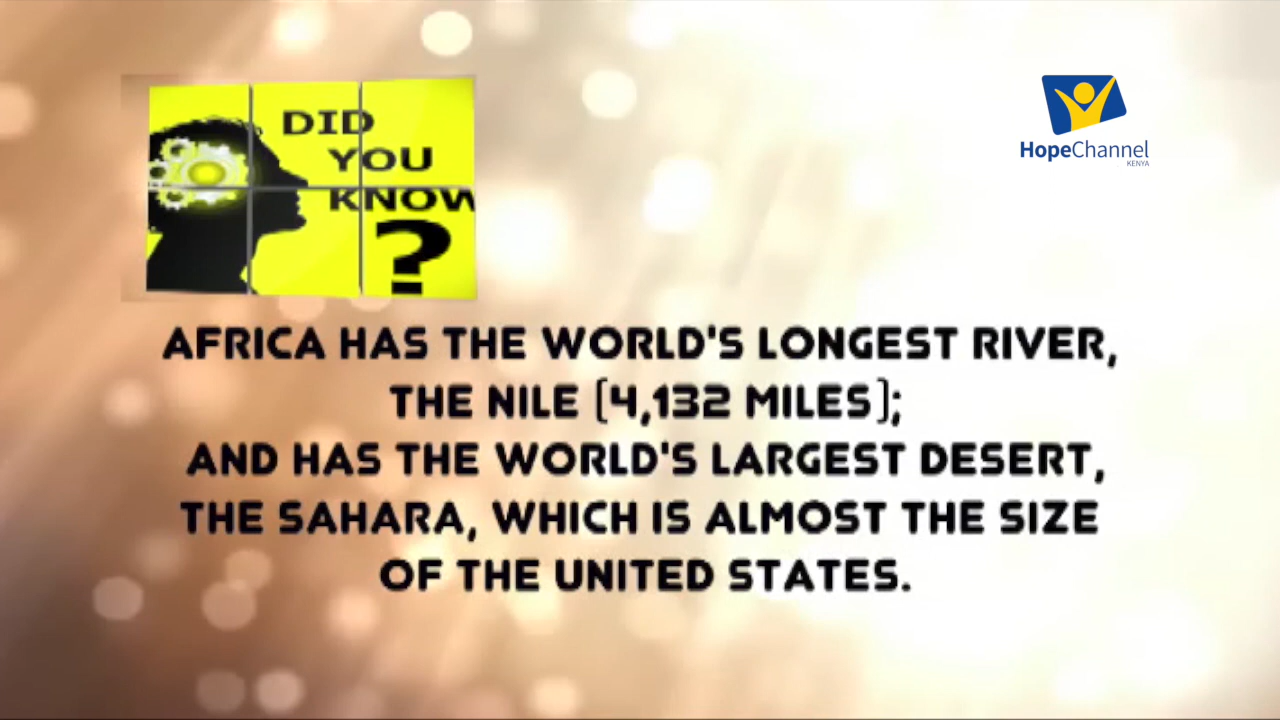 DID
YOU
KNOW
?
HopeChannel
KENYA
AFRICA HAS THE WORLD'S LONGEST RIVER,
THE NILE (4,132 MILES);
AND HAS THE WORLD'S LARGEST DESERT,
THE SAHARA, WHICH IS ALMOST THE SIZE
OF THE UNITED STATES.